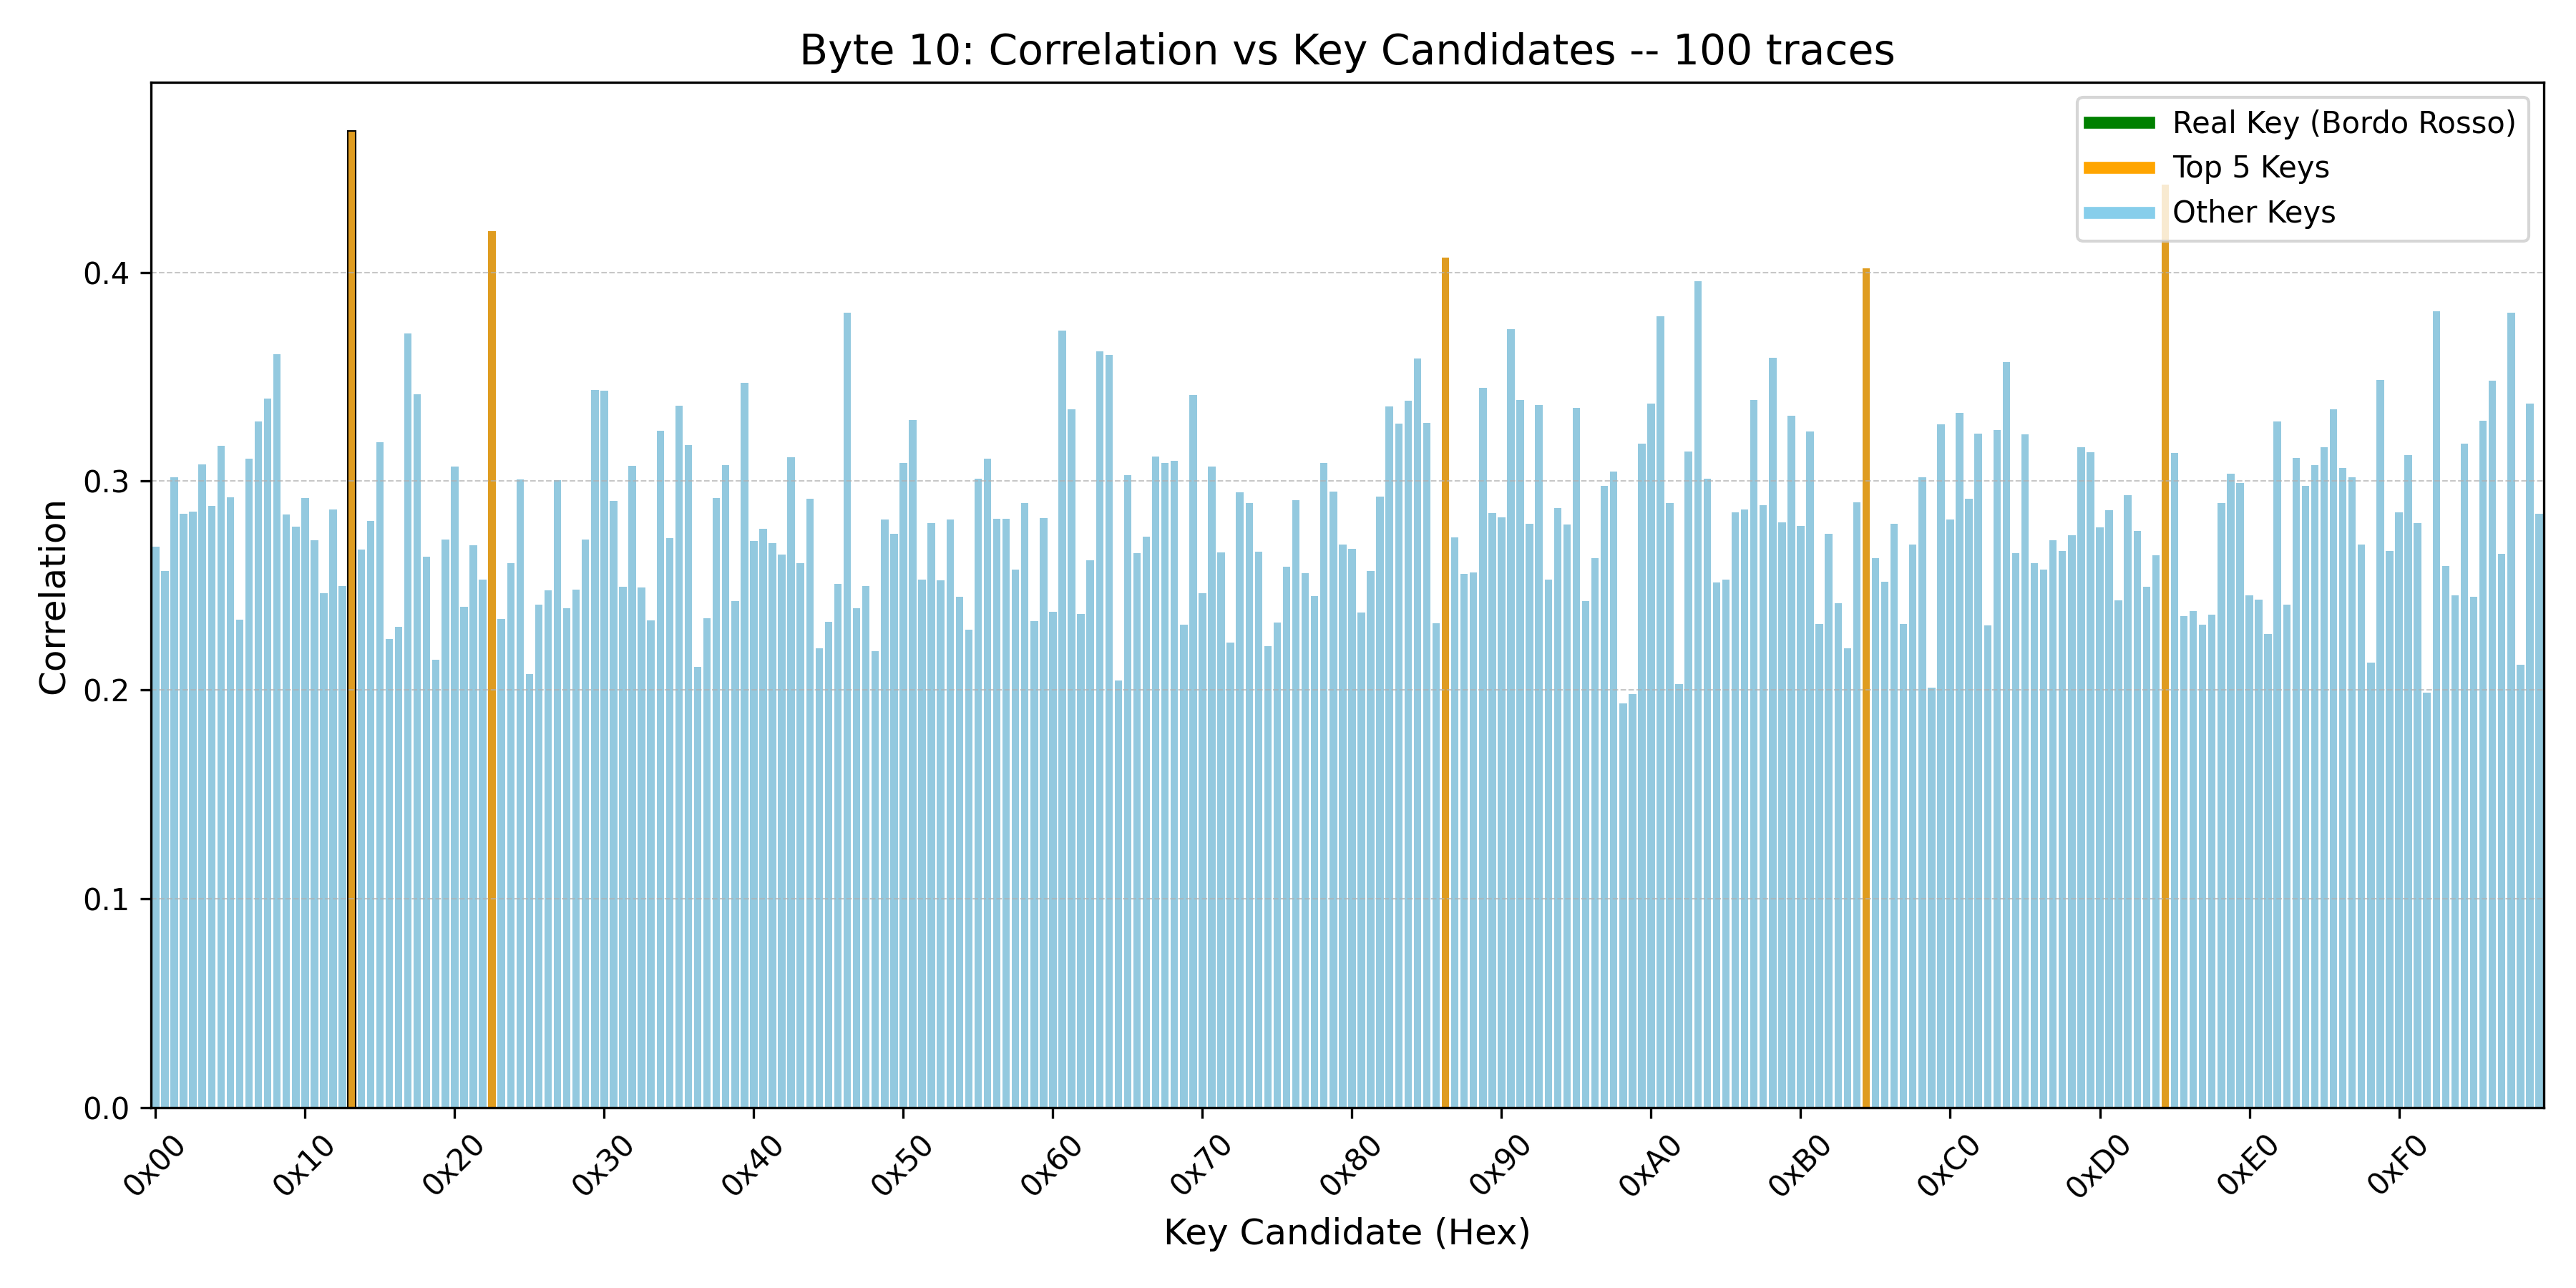 Byte 10: Correlation vs Key Candidates -- 100 traces
Real Key (Bordo Rosso)
Top 5 Keys
Other Keys
Correlation
0.4
0.3
0.2
0.1
0.0
0x00 0x10 0x20 0x30 0x40 0x50 0x60 0x70 0x80 0x90 0xA0 0xB0 0xC0 0xD0 0xE0 0xF0
Key Candidate (Hex)